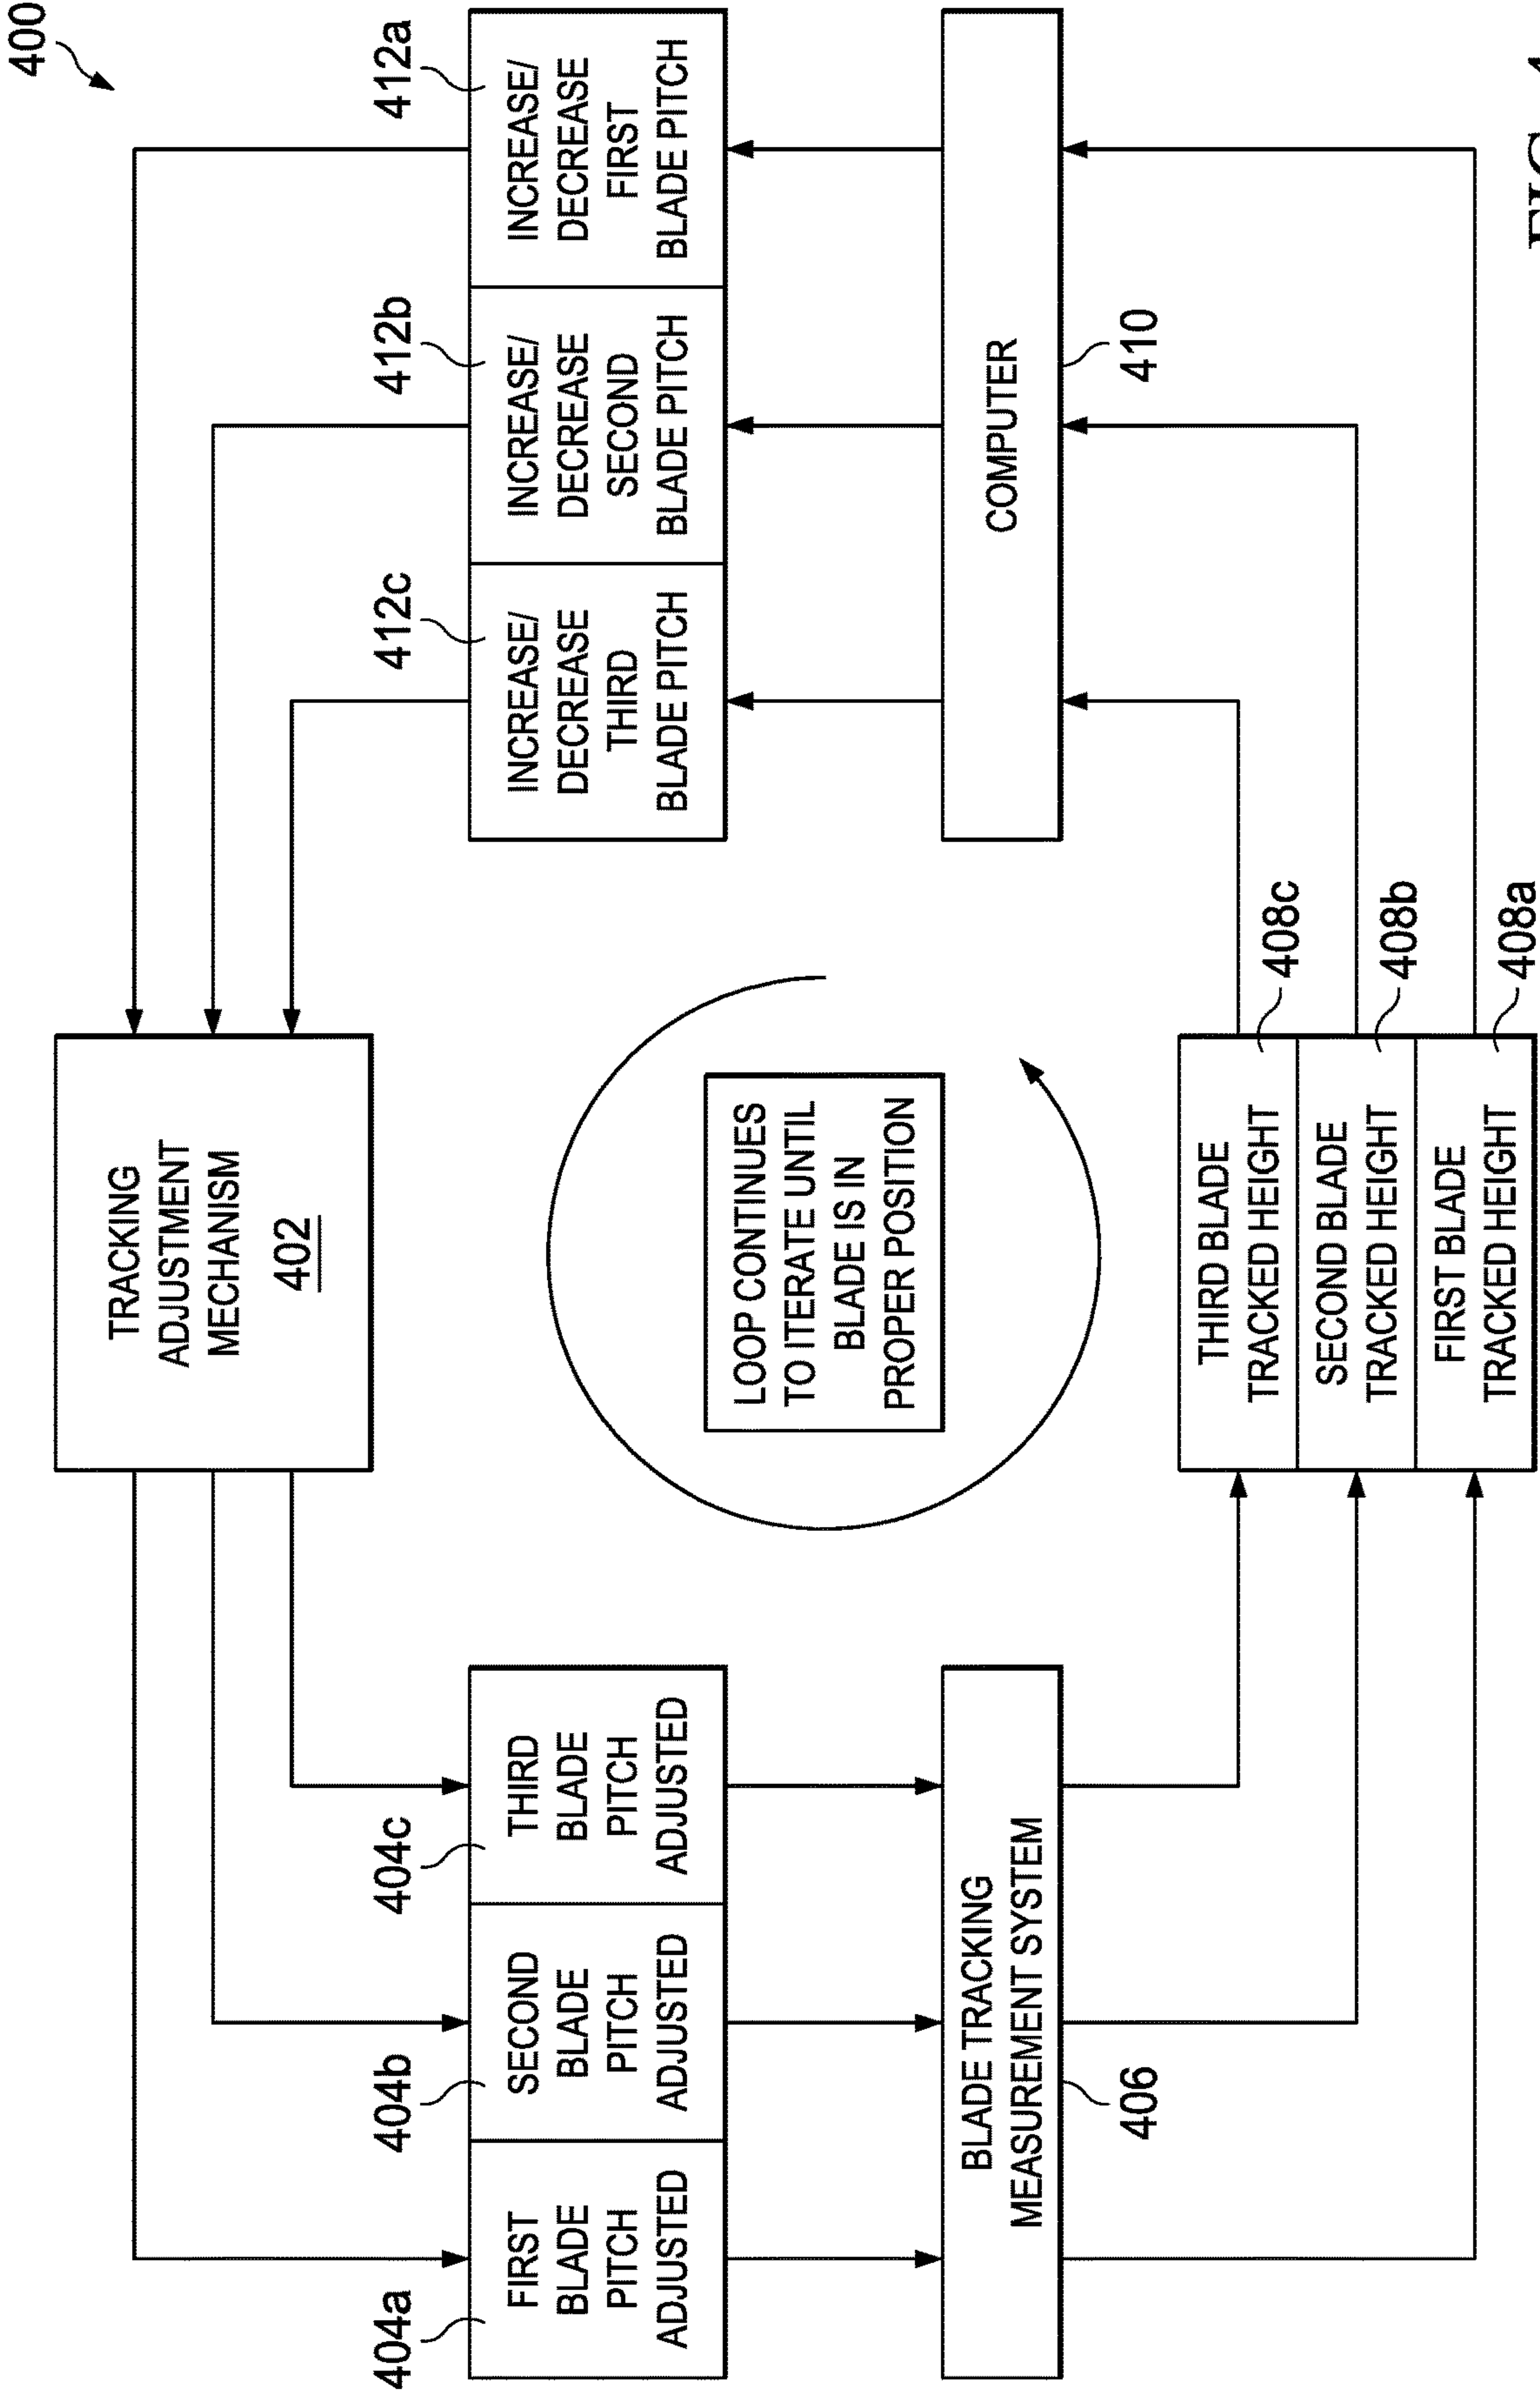 400
TRACKING
ADJUSTMENT
MECHANISM
402
404a
FIRST
BLADE
PITCH
ADJUSTED
404b
SECOND
BLADE
PITCH
ADJUSTED
404c
THIRD
BLADE
PITCH
ADJUSTED
412c
INCREASE/
DECREASE
THIRD
BLADE PITCH
412b
INCREASE/
DECREASE
SECOND
BLADE PITCH
412a
INCREASE/
DECREASE
FIRST
BLADE PITCH
LOOP CONTINUES
TO ITERATE UNTIL
BLADE IS IN
PROPER POSITION
BLADE TRACKING
MEASUREMENT SYSTEM
406
COMPUTER
410
THIRD BLADE
TRACKED HEIGHT
408c
SECOND BLADE
TRACKED HEIGHT
408b
FIRST BLADE
TRACKED HEIGHT
408a